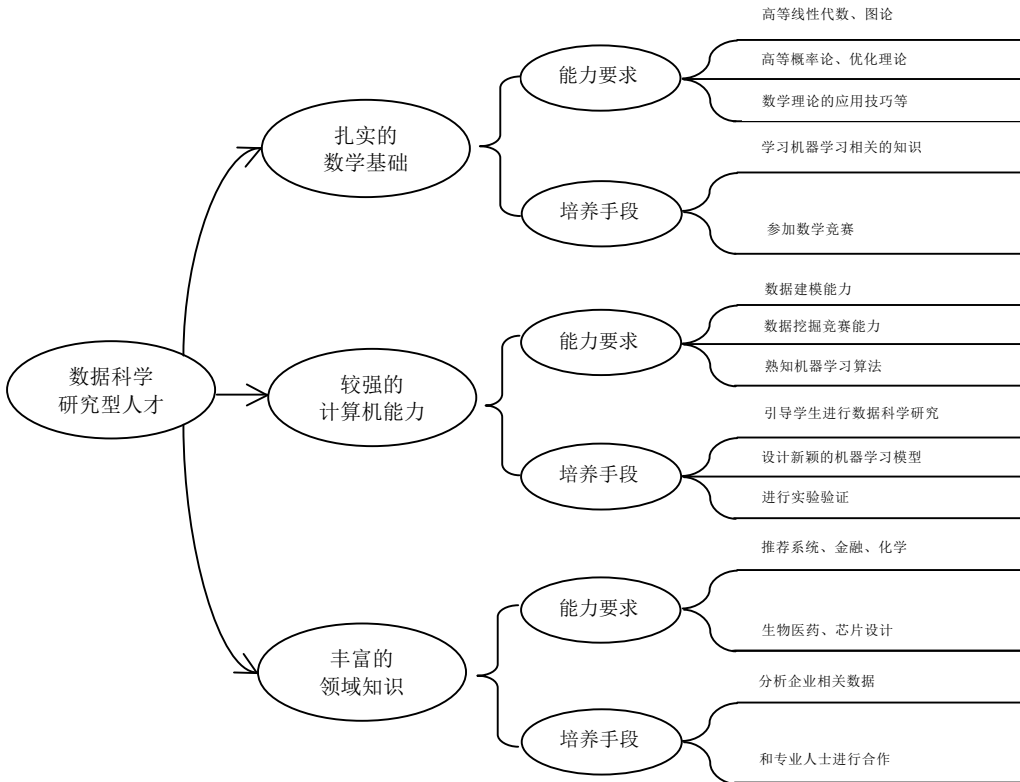 数据科学
研究型人才
扎实的
数学基础
能力要求
高等线性代数、图论
高等概率论、优化理论
数学理论的应用技巧等
培养手段
学习机器学习相关的知识
参加数学竞赛
较强的
计算机能力
能力要求
数据建模能力
数据挖掘竞赛能力
熟知机器学习算法
培养手段
引导学生进行数据科学研究
设计新颖的机器学习模型
进行实验验证
丰富的
领域知识
能力要求
推荐系统、金融、化学
生物医药、芯片设计
培养手段
分析企业相关数据
和专业人士进行合作